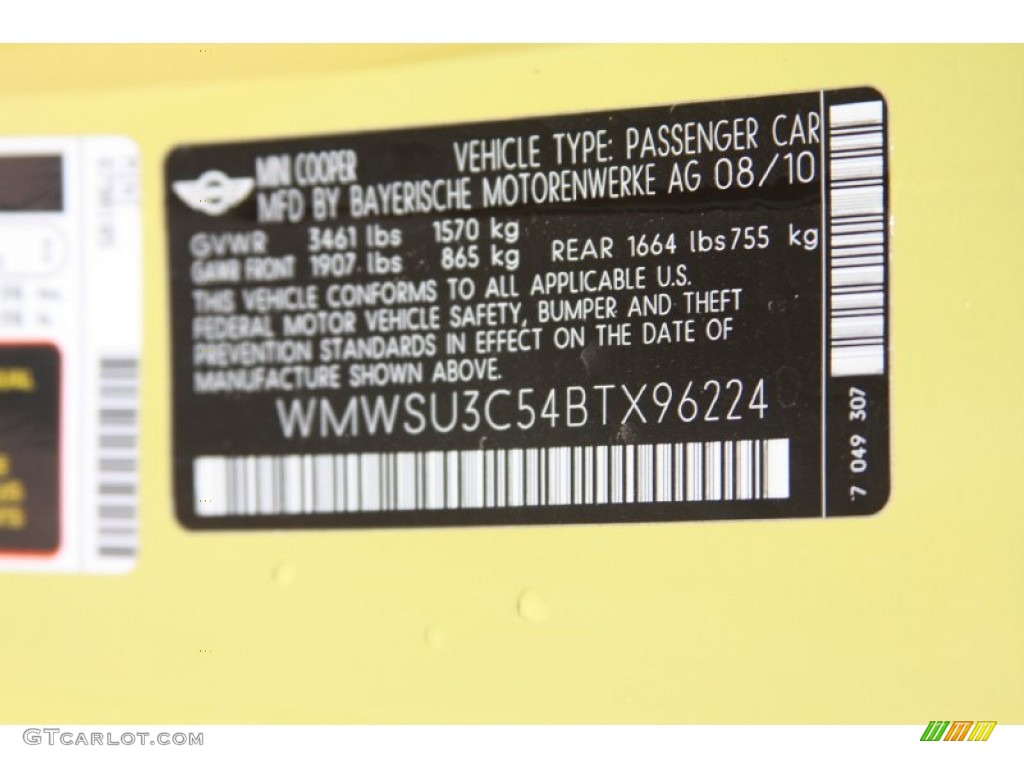 MINI COOPER VEHICLE TYPE: PASSENGER CAR
MFD BY BAYERISCHE MOTORENWERKE AG 08/10
GVWR 3461 lbs 1570 kg
GAWR FRONT 1907 lbs 865 kg REAR 1664 lbs 755 kg
THIS VEHICLE CONFORMS TO ALL APPLICABLE U.S.
FEDERAL MOTOR VEHICLE SAFETY, BUMPER AND THEFT
PREVENTION STANDARDS IN EFFECT ON THE DATE OF
MANUFACTURE SHOWN ABOVE.
WMWSU3C54BTX96224
7 049 307
GTCARLOT.COM